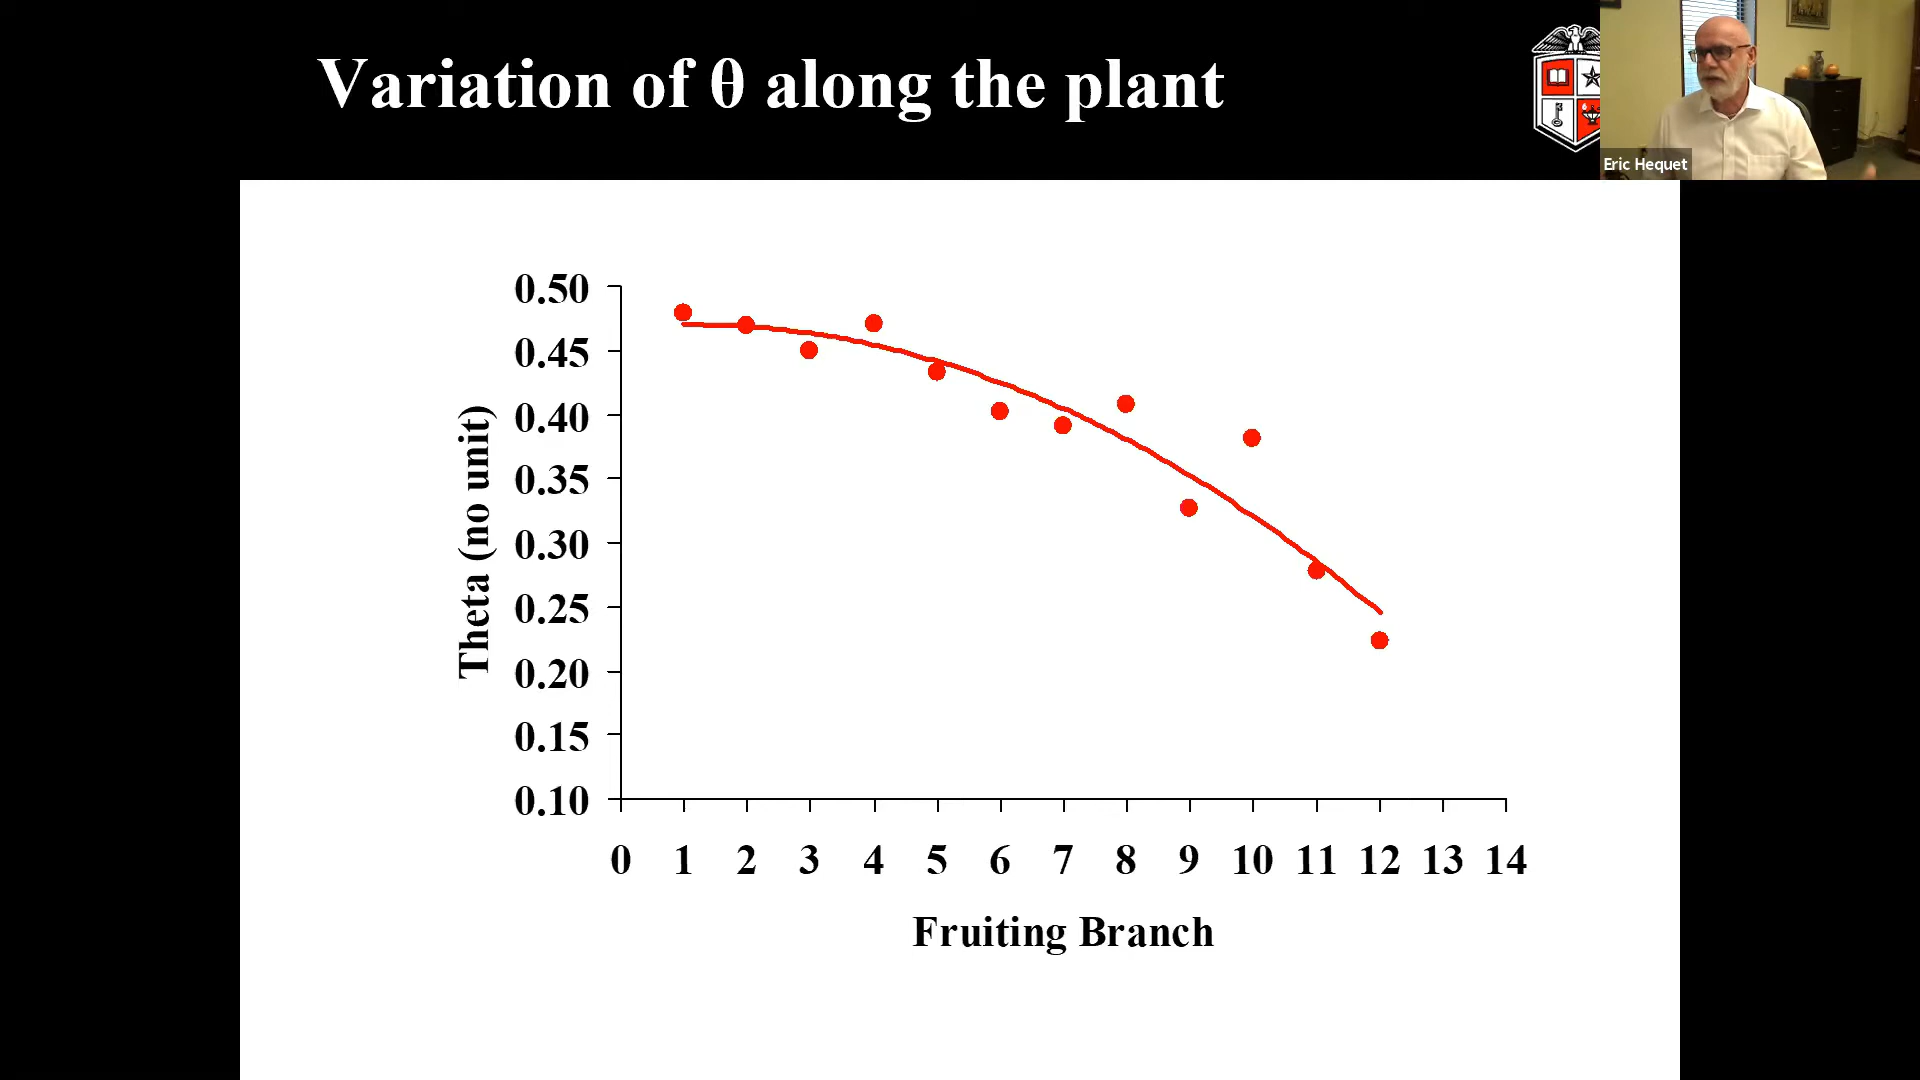 Variation of θ along the plant
Eric Hequet
0.50
0.45
0.40
0.35
0.30
0.25
0.20
0.15
0.10
Theta (no unit)
0 1 2 3 4 5 6 7 8 9 10 11 12 13 14
Fruiting Branch